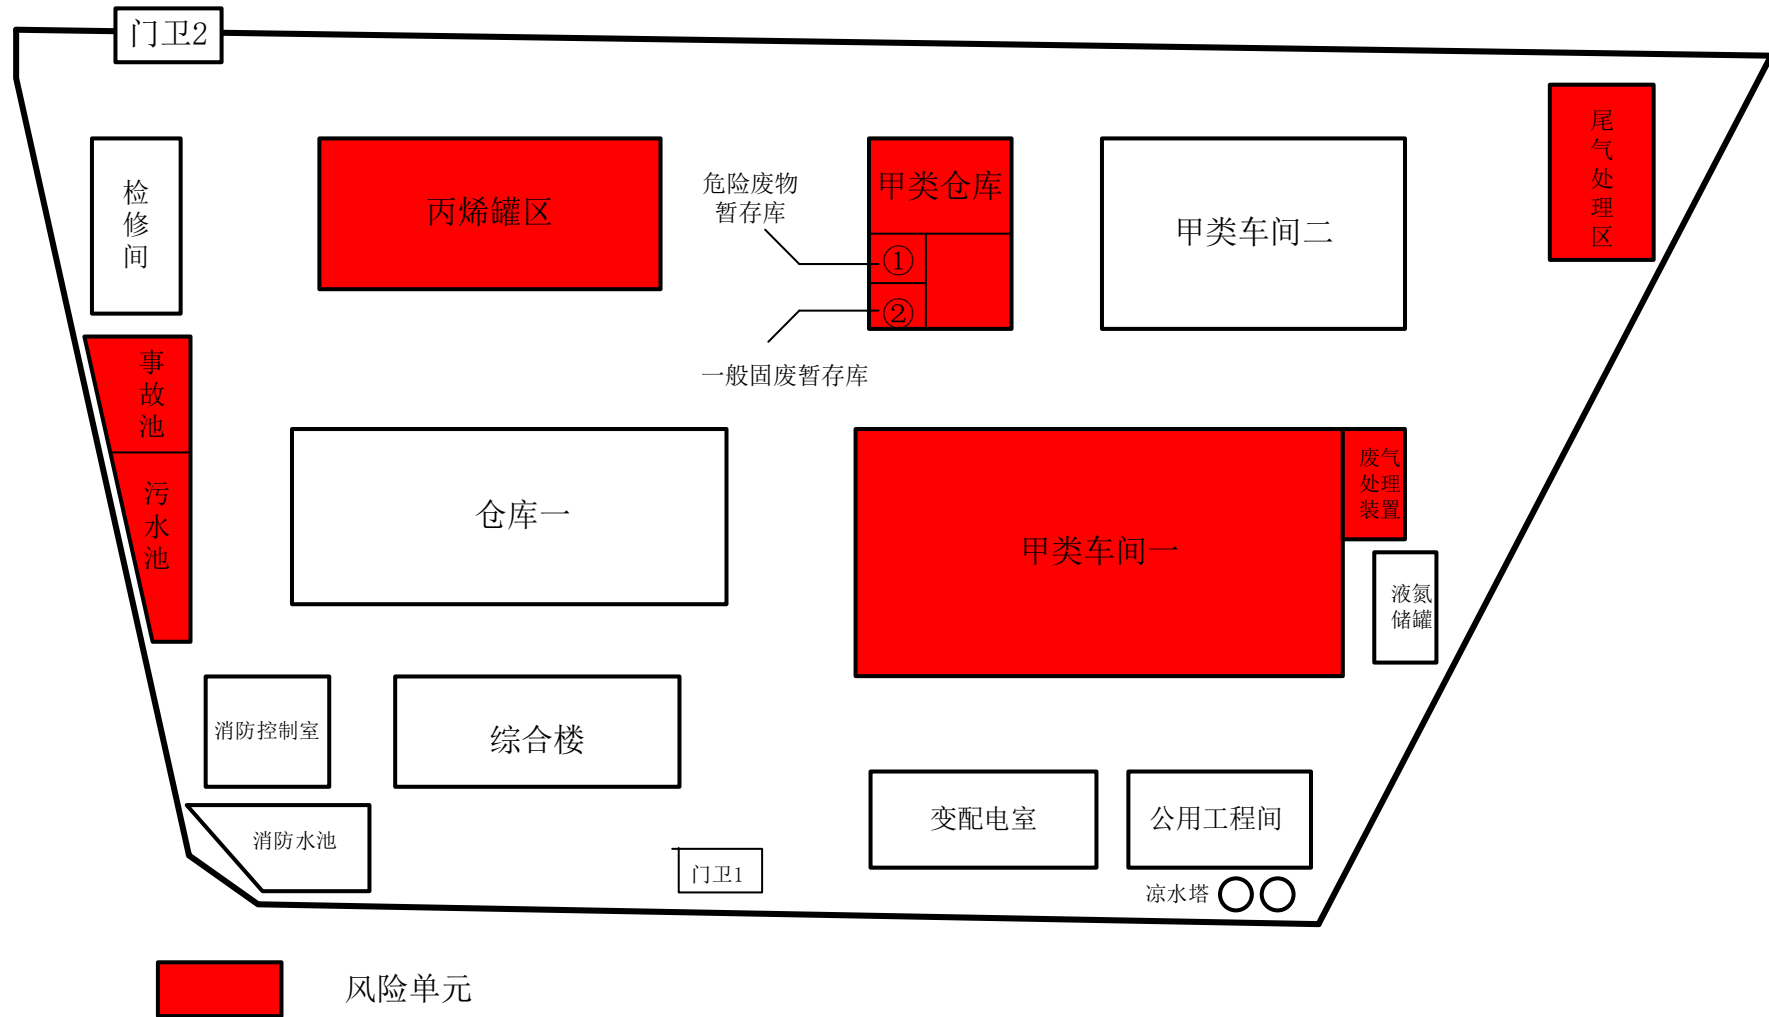 门卫2
检修间
丙烯罐区
危险废物
暂存库
甲类仓库
①
②
一般固废暂存库
甲类车间二
尾气处理区
事故池
污水池
仓库一
甲类车间一
废气
处理
装置
液氮
储罐
消防控制室
综合楼
消防水池
门卫1
变配电室
公用工程间
凉水塔
风险单元